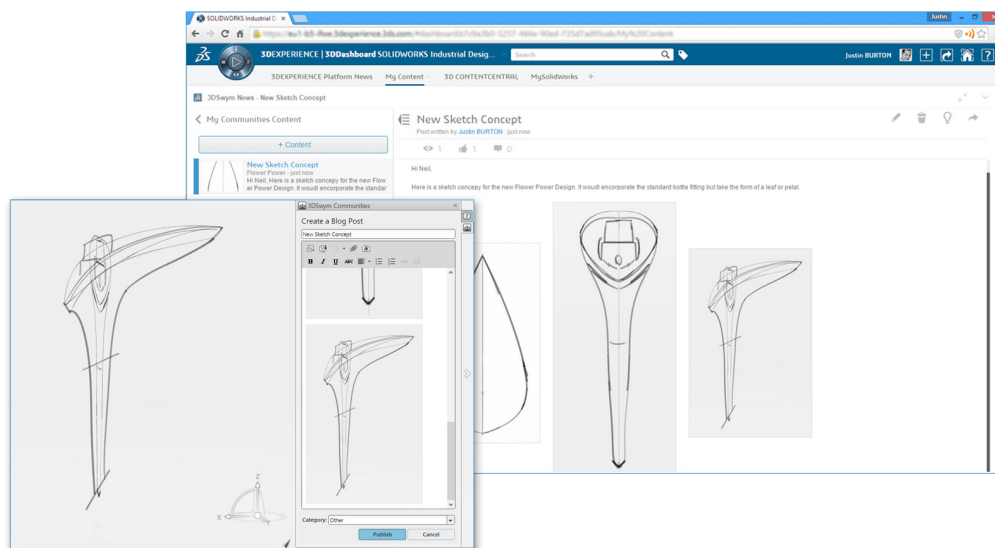 SOLIDWORKS Industrial D
Justin
3DEXPERIENCE | 3DDashboard SOLIDWORKS Industrial Desig...
Search
Justin BURTON
3DEXPERIENCE Platform News
My Content
3D CONTENTCENTRAL
MySolidWorks
3DSwym News - New Sketch Concept
My Communities Content
+ Content
New Sketch Concept
Flower Power - just now
Hi Neil, Here is a sketch concepy for the new Flow
er Power Design. It woudl encorporate the standar
New Sketch Concept
Post written by Justin BURTON : just now
1
1
0
Hi Neil,
Here is a sketch concepy for the new Flower Power Design. It woudl encorporate the standard bottle fitting but take the form of a leaf or petal.
3DSwym Communities
Create a Blog Post
New Sketch Concept
B I U ABC
Category: Other
Publish
Cancel
Z
X
Y